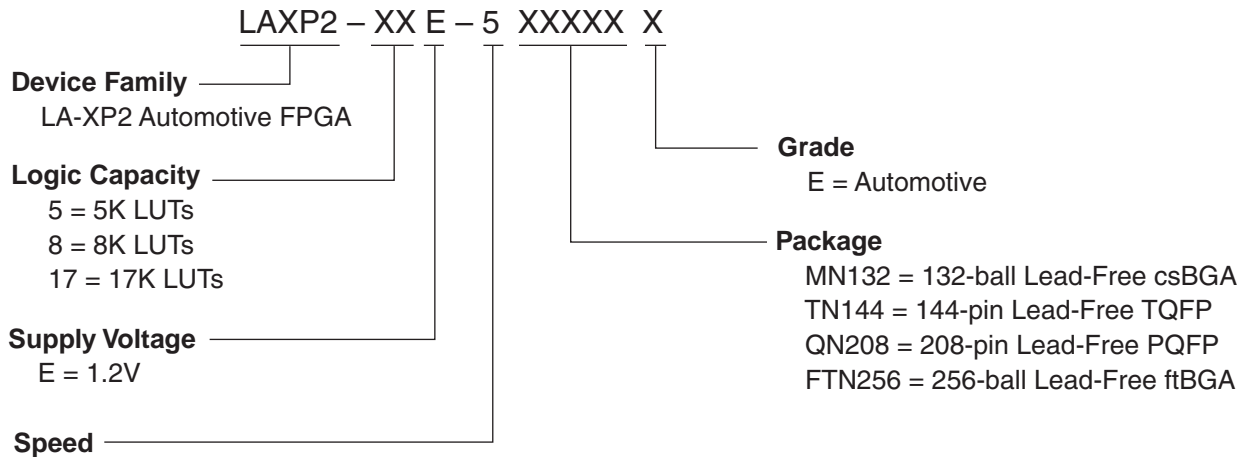 LAXP2 – XX E – 5 XXXXX X
Device Family
LA-XP2 Automotive FPGA
Logic Capacity
5 = 5K LUTs
8 = 8K LUTs
17 = 17K LUTs
Supply Voltage
E = 1.2V
Speed
Grade
E = Automotive
Package
MN132 = 132-ball Lead-Free csBGA
TN144 = 144-pin Lead-Free TQFP
QN208 = 208-pin Lead-Free PQFP
FTN256 = 256-ball Lead-Free ftBGA